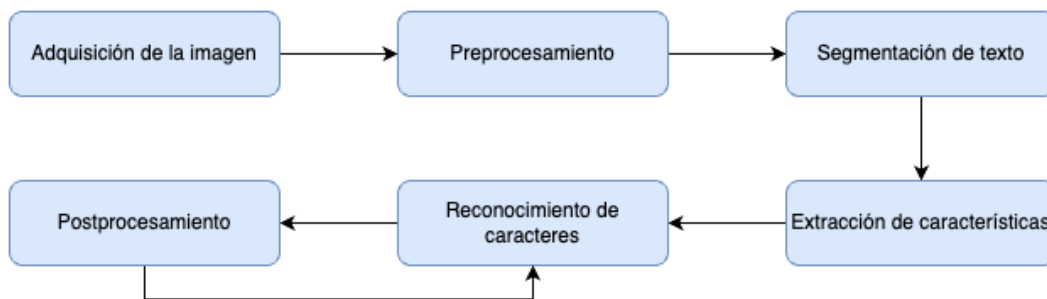 Adquisición de la imagen
Preprocesamiento
Segmentación de texto
Extracción de características
Reconocimiento de
caracteres
Postprocesamiento